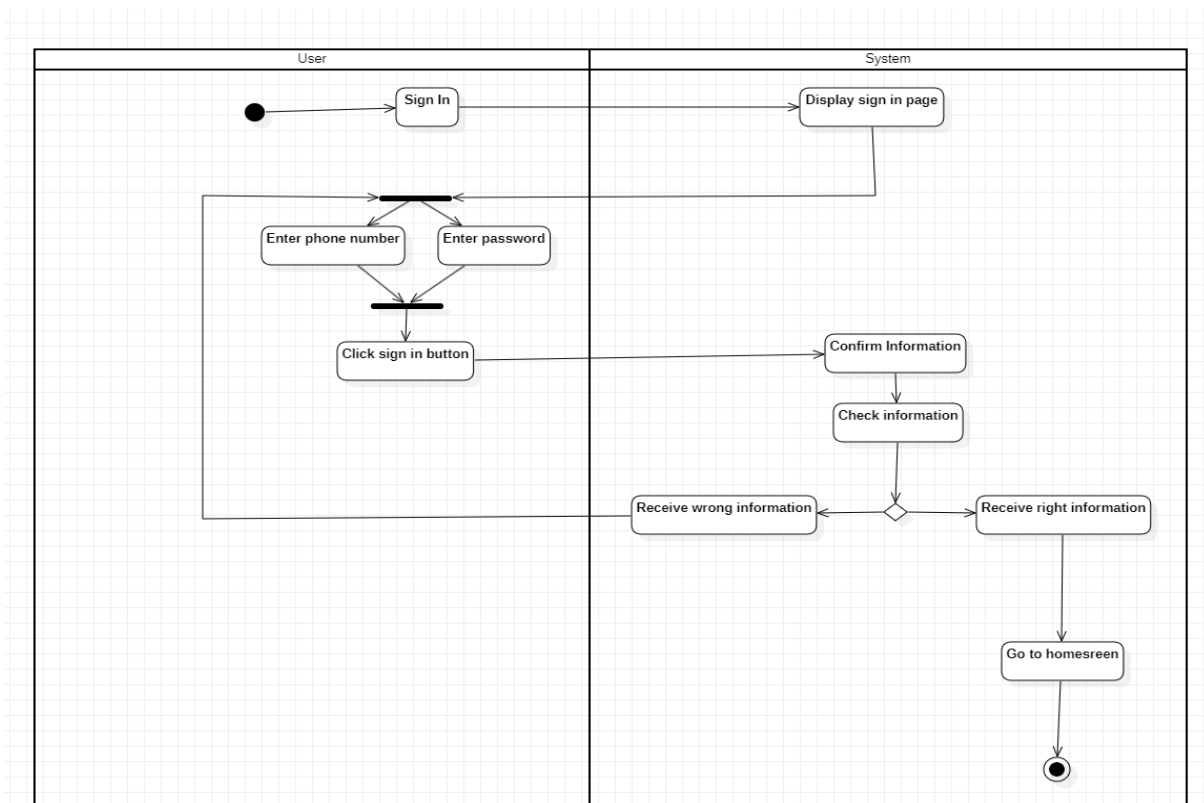 User
System
Sign In
Display sign in page
Enter phone number
Enter password
Click sign in button
Confirm Information
Check information
Receive wrong information
Receive right information
Go to homesreen